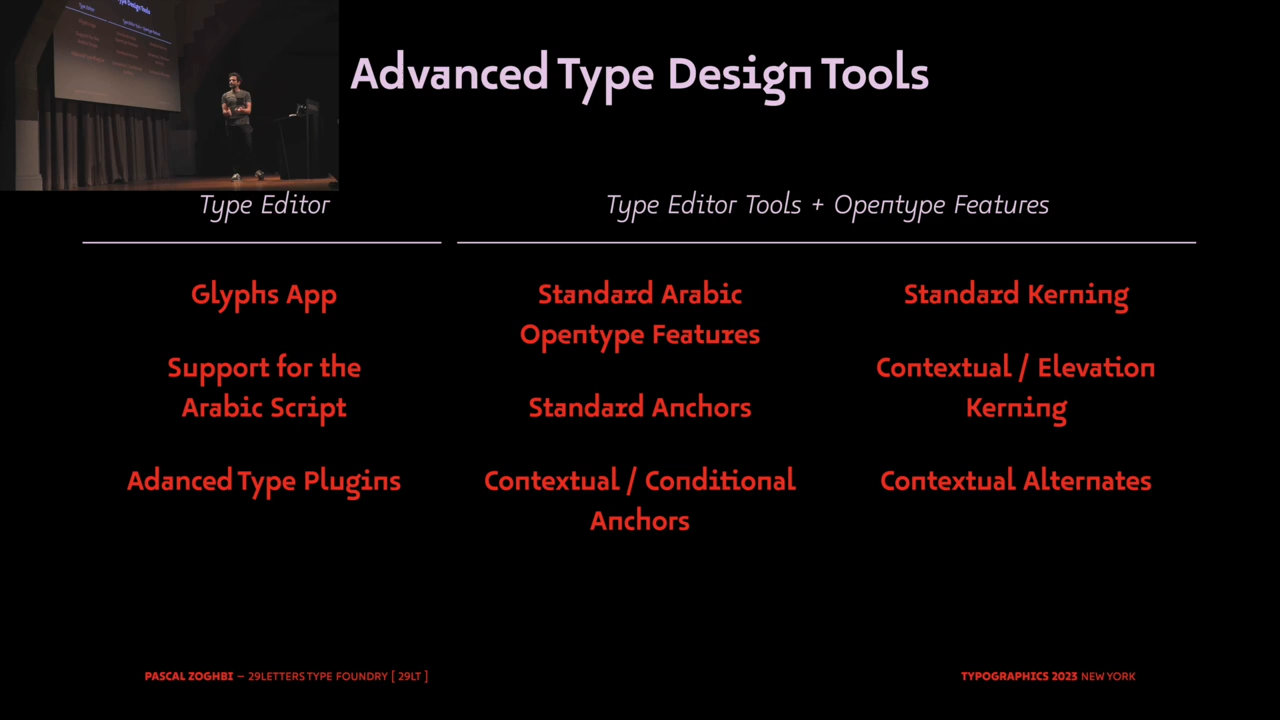 Advanced Type Design Tools
Type Editor
Type Editor Tools + Opentype Features
Glyphs App
Support for the
Arabic Script
Adanced Type Plugins
Standard Arabic
Opentype Features
Standard Anchors
Contextual / Conditional
Anchors
Standard Kerning
Contextual / Elevation
Kerning
Contextual Alternates
PASCAL ZOGHBI – 29LETTERS TYPE FOUNDRY [ 29LT ]
TYPOGRAPHICS 2023 NEW YORK